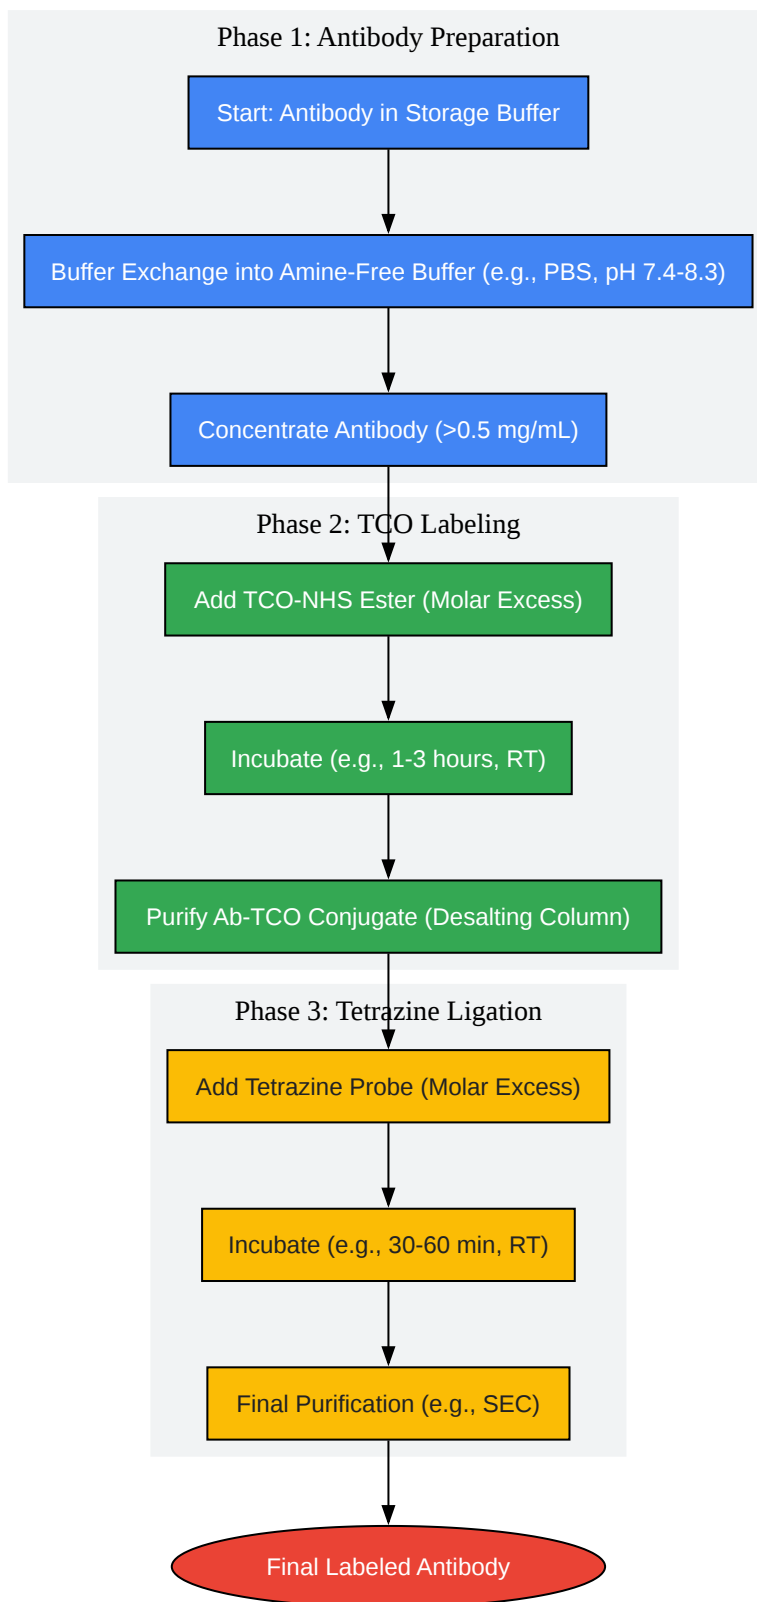 Phase 1: Antibody Preparation
Start: Antibody in Storage Buffer
Buffer Exchange into Amine-Free Buffer (e.g., PBS, pH 7.4-8.3)
Concentrate Antibody (>0.5 mg/mL)
Phase 2: TCO Labeling
Add TCO-NHS Ester (Molar Excess)
Incubate (e.g., 1-3 hours, RT)
Purify Ab-TCO Conjugate (Desalting Column)
Phase 3: Tetrazine Ligation
Add Tetrazine Probe (Molar Excess)
Incubate (e.g., 30-60 min, RT)
Final Purification (e.g., SEC)
Final Labeled Antibody